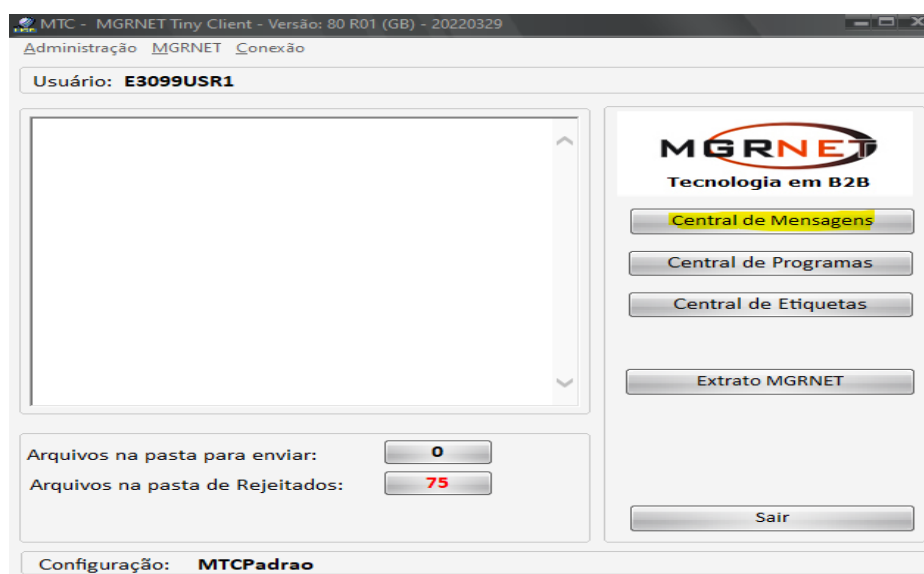 MTC - MGRNET Tiny Client - Versão: 80 R01 (GB) - 20220329
Administração MGRNET Conexão
Usuário: E3099USR1
MGRNET
Tecnologia em B2B
Central de Mensagens
Central de Programas
Central de Etiquetas
Extrato MGRNET
Arquivos na pasta para enviar: 0
Arquivos na pasta de Rejeitados: 75
Sair
Configuração: MTCPadrao